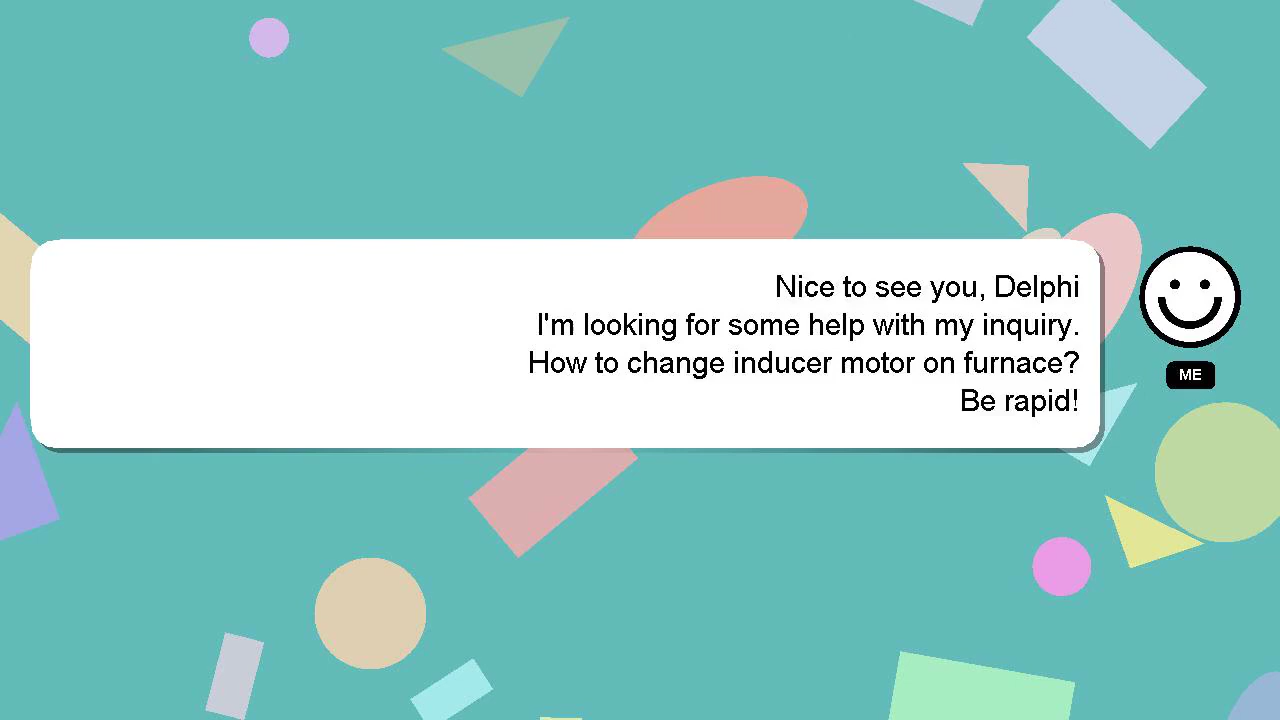 Nice to see you, Delphi
I'm looking for some help with my inquiry.
How to change inducer motor on furnace?
Be rapid!
ME